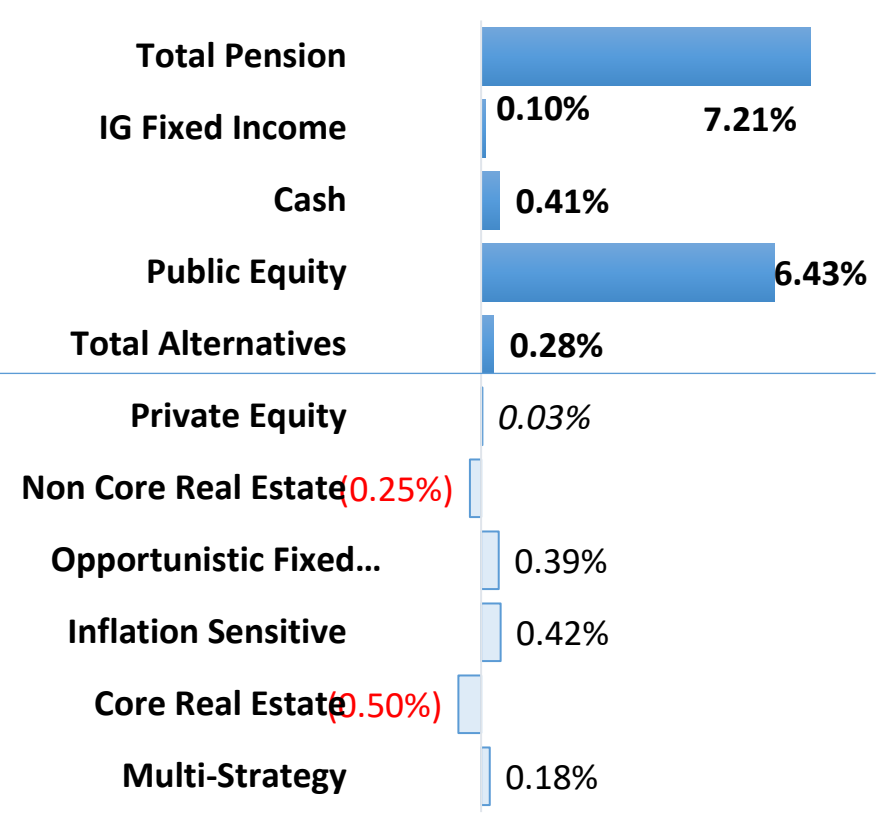 Total Pension
7.21%
IG Fixed Income 0.10%
Cash 0.41%
Public Equity 6.43%
Total Alternatives 0.28%
Private Equity 0.03%
Non Core Real Estate (0.25%)
Opportunistic Fixed... 0.39%
Inflation Sensitive 0.42%
Core Real Estate (0.50%)
Multi-Strategy 0.18%